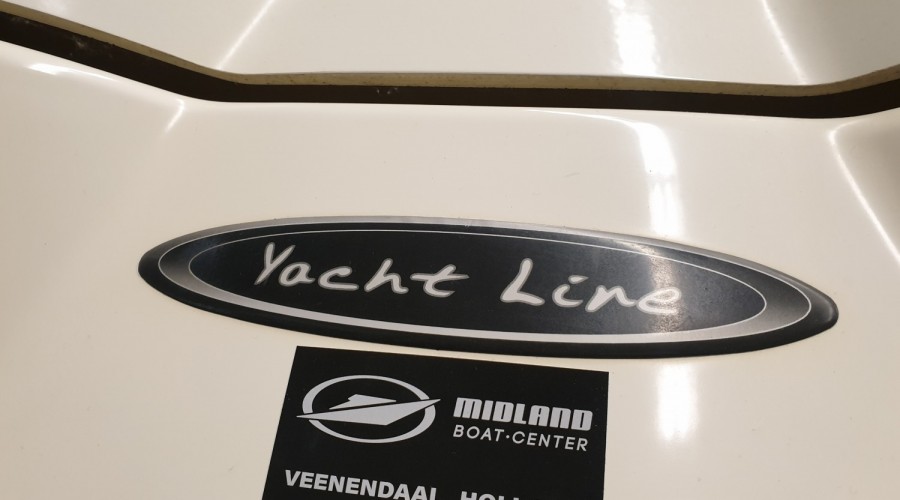 Yacht Line
MIDLAND
BOAT·CENTER
VEENENDAAL